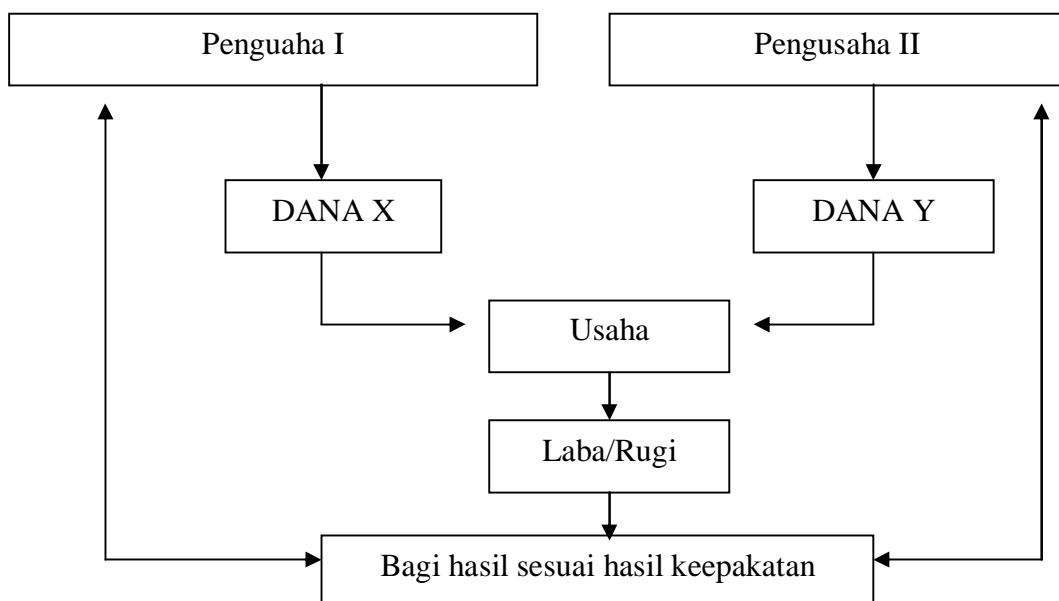 Penguaha I
Pengusaha II
DANA X
DANA Y
Usaha
Laba/Rugi
Bagi hasil sesuai hasil keepakatan